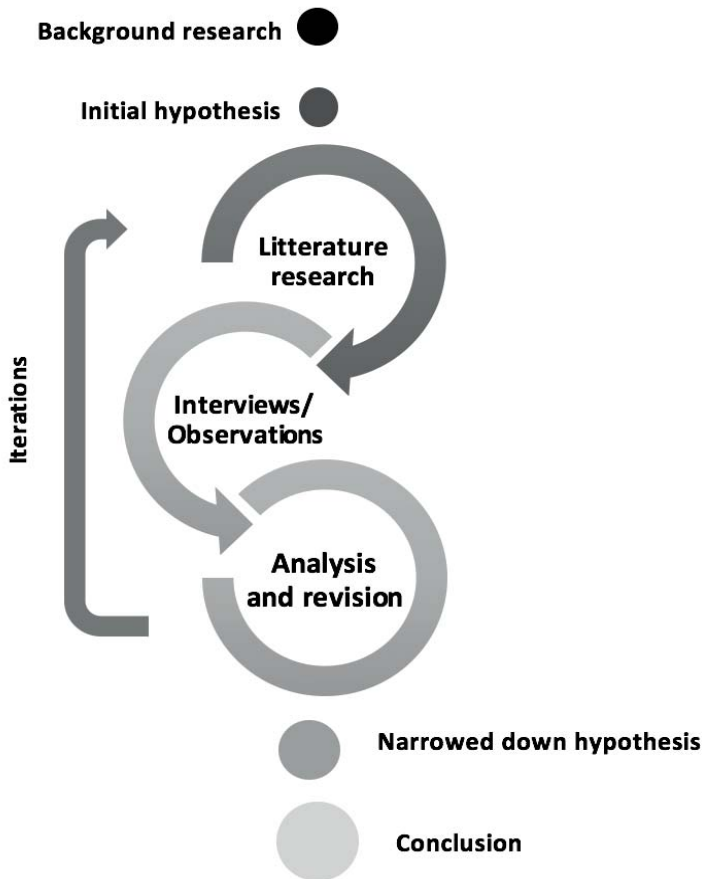 Background research
Initial hypothesis
Litterature
research
Iterations
Interviews/
Observations
Analysis
and revision
Narrowed down hypothesis
Conclusion